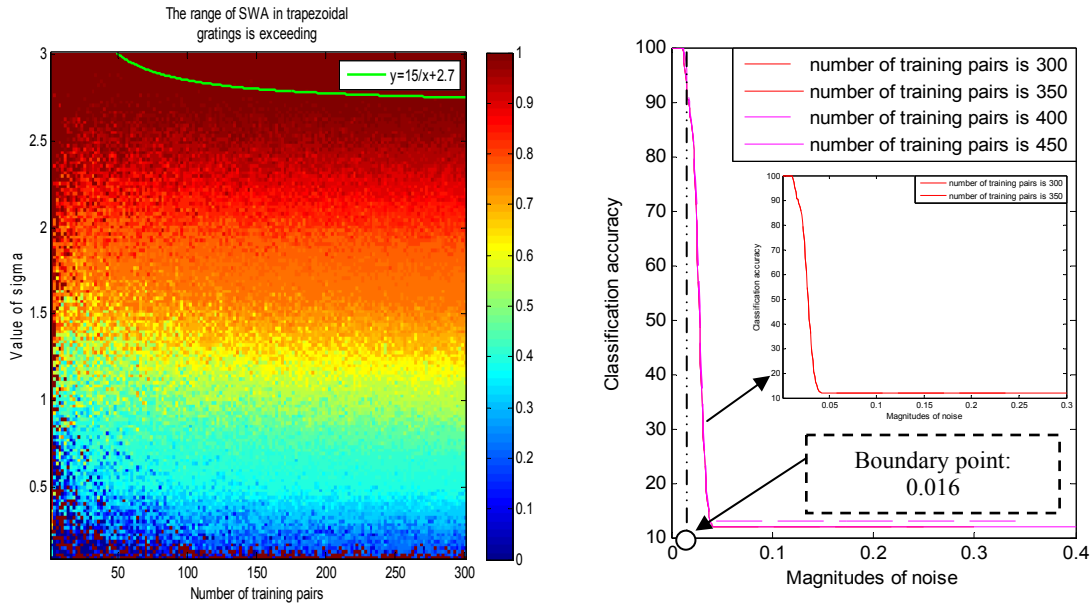 The range of SWA in trapezoidal
gratings is exceeding
y=15/x+2.7
3
2.5
2
1.5
1
0.5
Value of sigma
50 100 150 200 250 300
Number of training pairs
1
0.9
0.8
0.7
0.6
0.5
0.4
0.3
0.2
0.1
0
number of training pairs is 300
number of training pairs is 350
number of training pairs is 400
number of training pairs is 450
100
90
80
70
60
50
40
30
20
10
Classification accuracy
0 0.1 0.2 0.3 0.4
Magnitudes of noise
number of training pairs is 300
number of training pairs is 350
100
90
80
70
60
50
40
30
20
10
Classification accuracy
0.05 0.1 0.15 0.2 0.25 0.3
Magnitudes of noise
Boundary point:
0.016